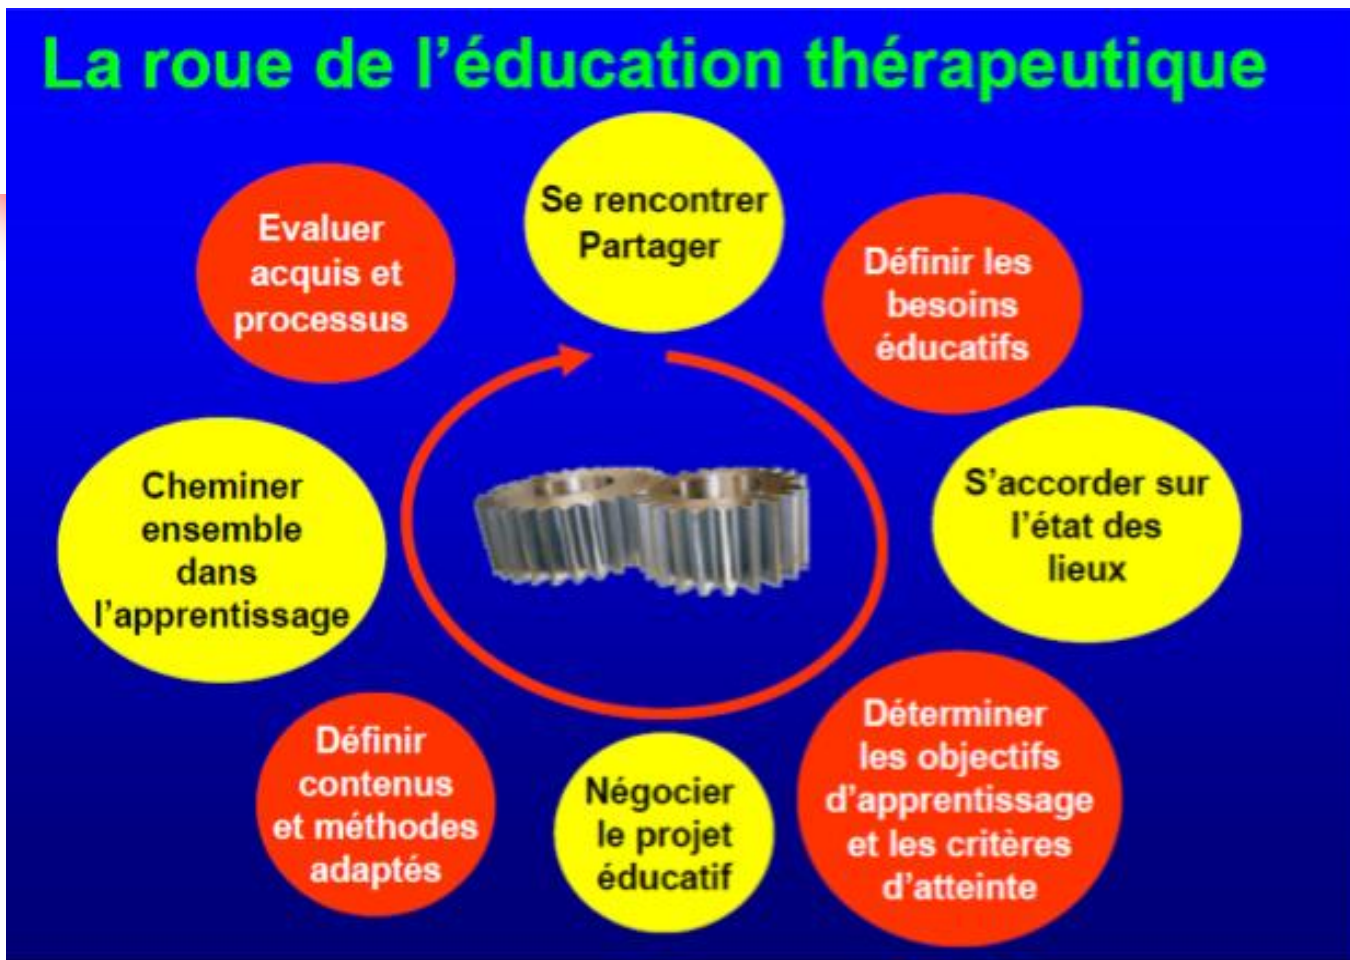 La roue de l’éducation thérapeutique
Se rencontrer
Partager
Définir les
besoins
éducatifs
S’accorder sur
l’état des
lieux
Déterminer
les objectifs
d’apprentissage
et les critères
d’atteinte
Négocier
le projet
éducatif
Définir
contenus
et méthodes
adaptés
Cheminer
ensemble
dans
l’apprentissage
Evaluer
acquis et
processus